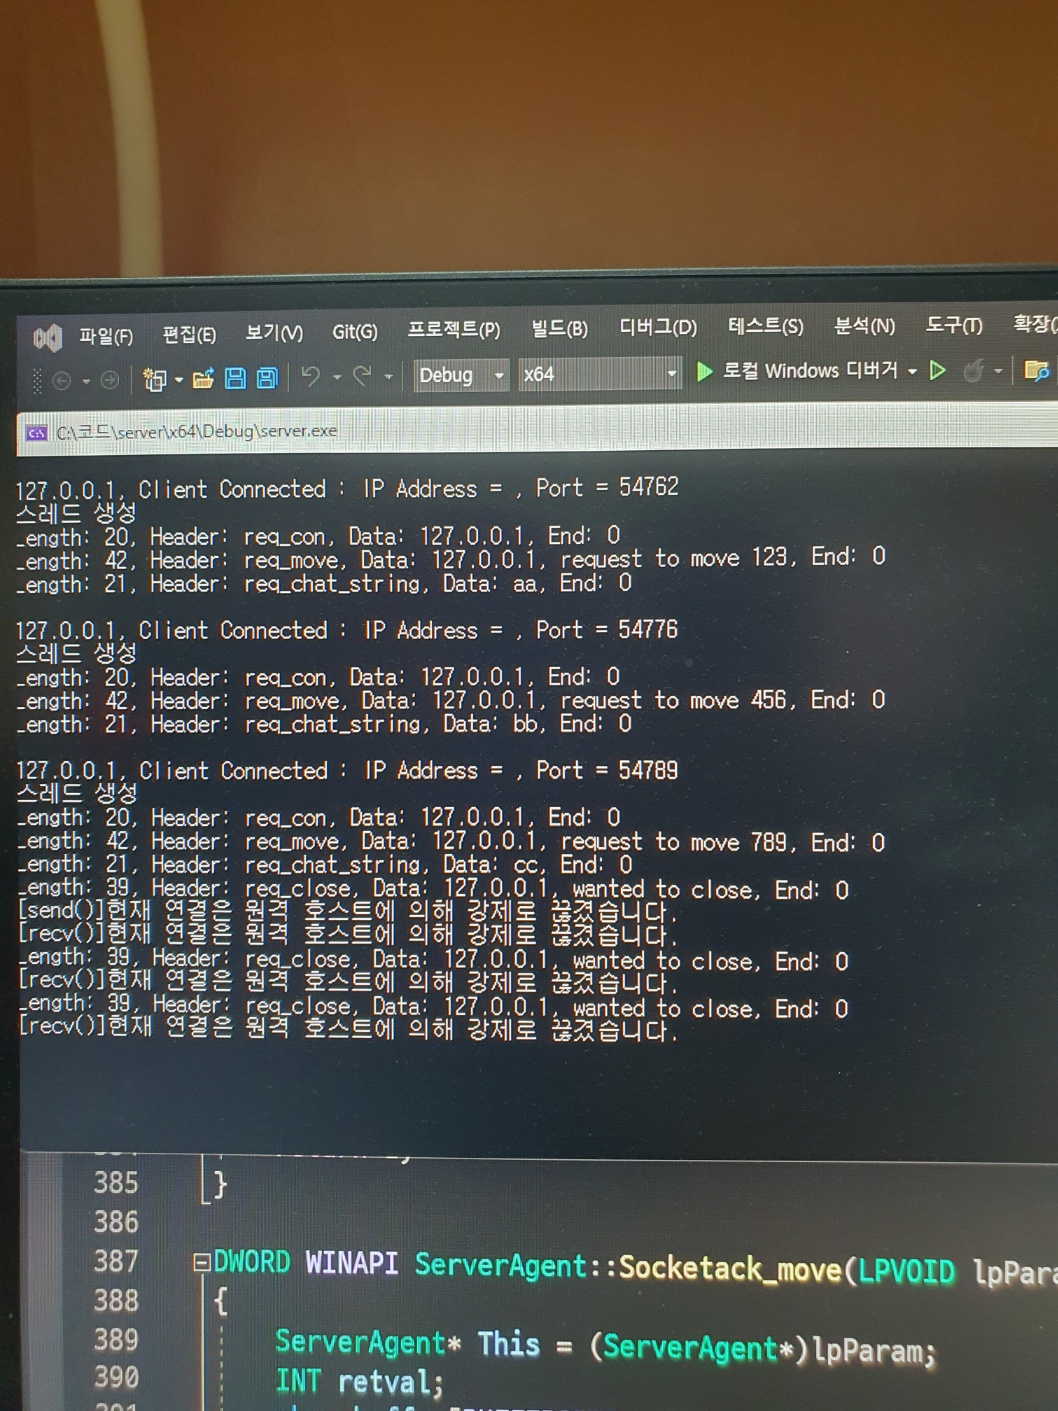 파일(F) 편집(E) 보기(V) Git(G) 프로젝트(P) 빌드(B) 디버그(D) 테스트(S) 분석(N) 도구(T) 확장(
Debug x64 로컬 Windows 디버거
C:\코드\server\x64\Debug\server.exe
127.0.0.1, Client Connected : IP Address = , Port = 54762
스레드 생성
_ength: 20, Header: req_con, Data: 127.0.0.1, End: 0
_ength: 42, Header: req_move, Data: 127.0.0.1, request to move 123, End: 0
_ength: 21, Header: req_chat_string, Data: aa, End: 0
127.0.0.1, Client Connected : IP Address = , Port = 54776
스레드 생성
_ength: 20, Header: req_con, Data: 127.0.0.1, End: 0
_ength: 42, Header: req_move, Data: 127.0.0.1, request to move 456, End: 0
_ength: 21, Header: req_chat_string, Data: bb, End: 0
127.0.0.1, Client Connected : IP Address = , Port = 54789
스레드 생성
_ength: 20, Header: req_con, Data: 127.0.0.1, End: 0
_ength: 42, Header: req_move, Data: 127.0.0.1, request to move 789, End: 0
_ength: 21, Header: req_chat_string, Data: cc, End: 0
_ength: 39, Header: req_close, Data: 127.0.0.1, wanted to close, End: 0
[send()]현재 연결은 원격 호스트에 의해 강제로 끊겼습니다.
[recv()]현재 연결은 원격 호스트에 의해 강제로 끊겼습니다.
_ength: 39, Header: req_close, Data: 127.0.0.1, wanted to close, End: 0
[recv()]현재 연결은 원격 호스트에 의해 강제로 끊겼습니다.
_ength: 39, Header: req_close, Data: 127.0.0.1, wanted to close, End: 0
[recv()]현재 연결은 원격 호스트에 의해 강제로 끊겼습니다.
385 }
386
387 DWORD WINAPI ServerAgent::Socketack_move(LPVOID lpPara
388 {
389 ServerAgent* This = (ServerAgent*)lpParam;
390 INT retval;